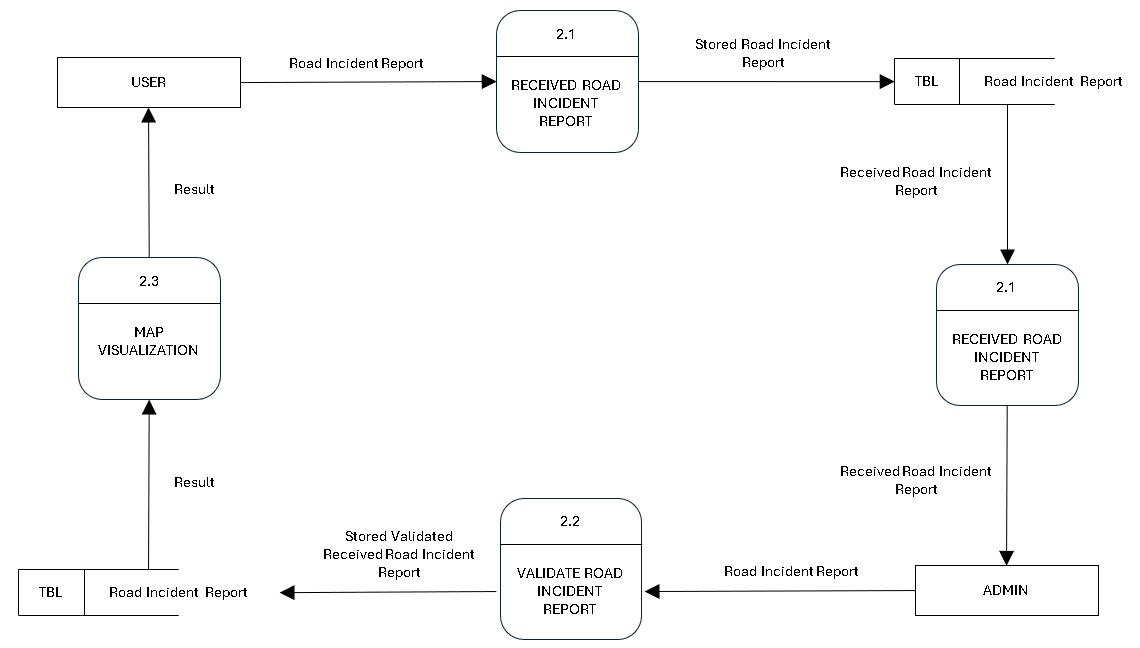 2.1
Stored Road Incident
Report
Road Incident Report
USER
RECEIVED ROAD
INCIDENT
REPORT
TBL
Road Incident Report
Received Road Incident
Report
Result
2.3
MAP
VISUALIZATION
2.1
RECEIVED ROAD
INCIDENT
REPORT
Result
Received Road Incident
Report
2.2
Stored Validated
Received Road Incident
Report
VALIDATE ROAD
INCIDENT
REPORT
Road Incident Report
ADMIN
TBL
Road Incident Report